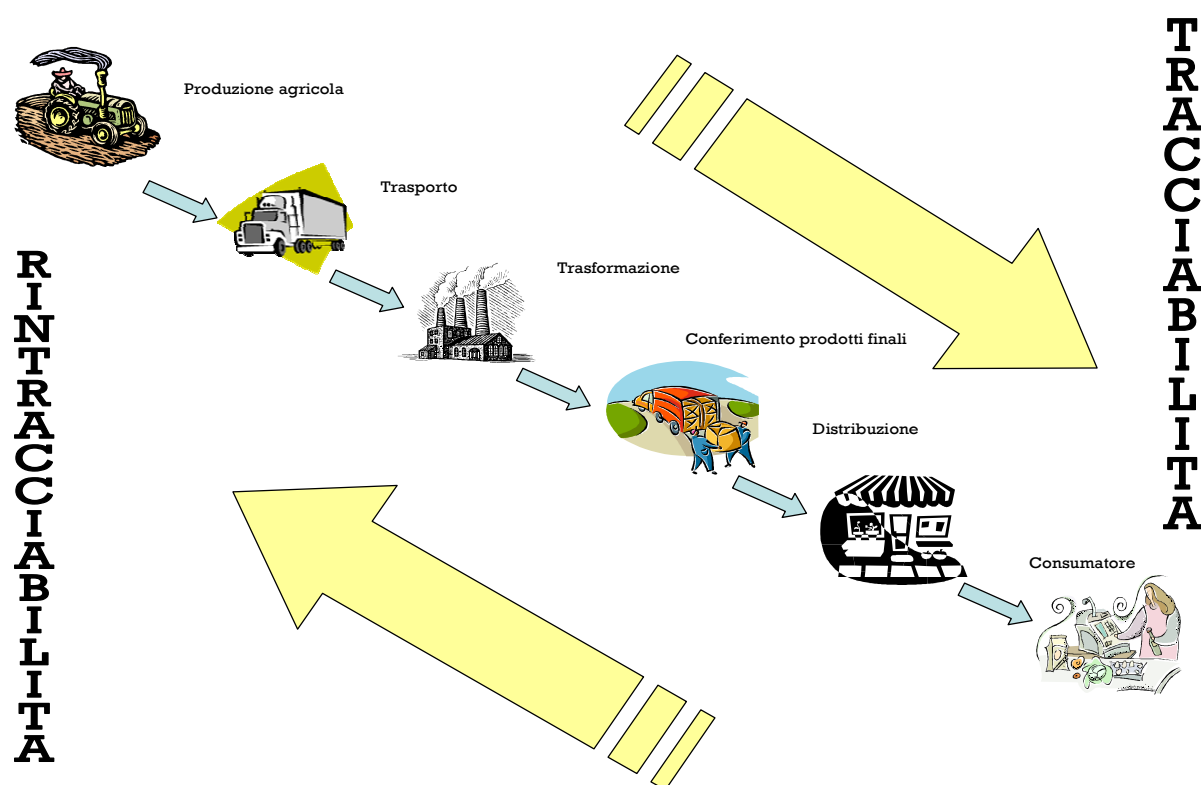 Produzione agricola
Trasporto
Trasformazione
Conferimento prodotti finali
Distribuzione
Consumatore
TRACCIABILITA
RINTRACCIABILITA